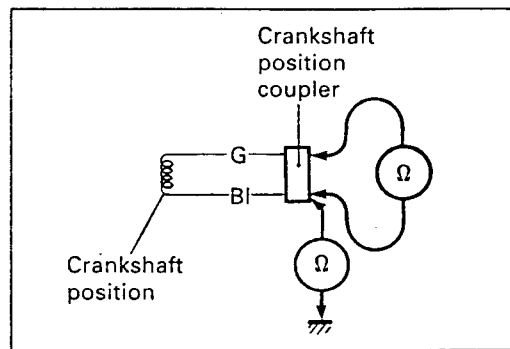 Crankshaft
position
coupler
G
Ω
Bl
Ω
Crankshaft
position